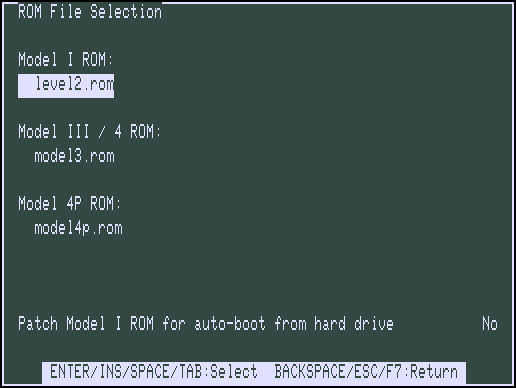 ROM File Selection
Model I ROM:
level2.rom
Model III / 4 ROM:
model3.rom
Model 4P ROM:
model4p.rom
Patch Model I ROM for auto-boot from hard drive No
ENTER/INS/SPACE/TAB:Select BACKSPACE/ESC/F7:Return